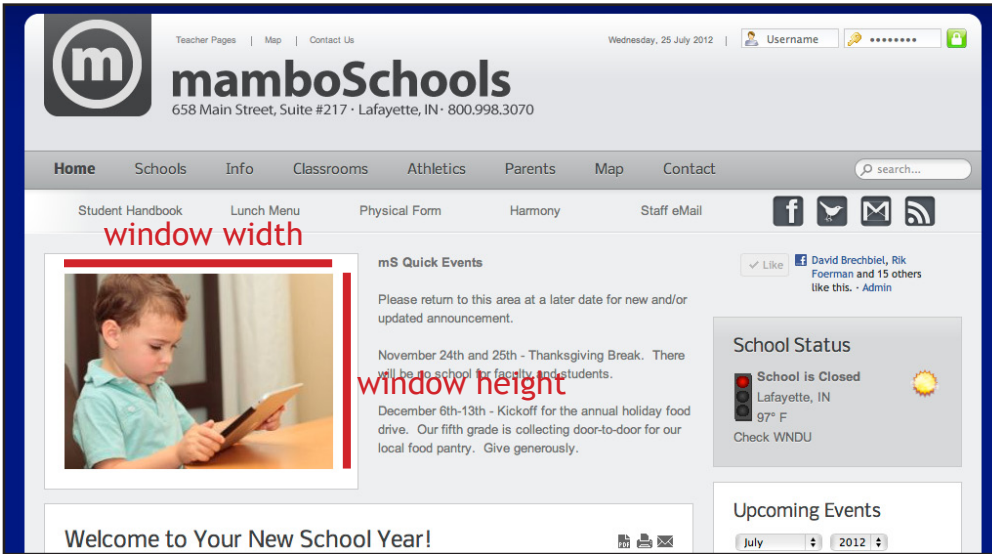 Teacher Pages | Map | Contact Us
Wednesday, 25 July 2012 |
Username
••••••••
m
mamboSchools
658 Main Street, Suite #217 · Lafayette, IN · 800.998.3070
Home Schools Info Classrooms Athletics Parents Map Contact
search...
Student Handbook Lunch Menu Physical Form Harmony Staff eMail
f
window width
window height
mS Quick Events
Please return to this area at a later date for new and/or
updated announcement.
November 24th and 25th - Thanksgiving Break. There
will be no school for faculty and students.
December 6th-13th - Kickoff for the annual holiday food
drive. Our fifth grade is collecting door-to-door for our
local food pantry. Give generously.
Like
f David Brechbiel, Rik
Foerman and 15 others
like this. · Admin
School Status
School is Closed
Lafayette, IN
97° F
Check WNDU
Welcome to Your New School Year!
PDF
Upcoming Events
July
2012